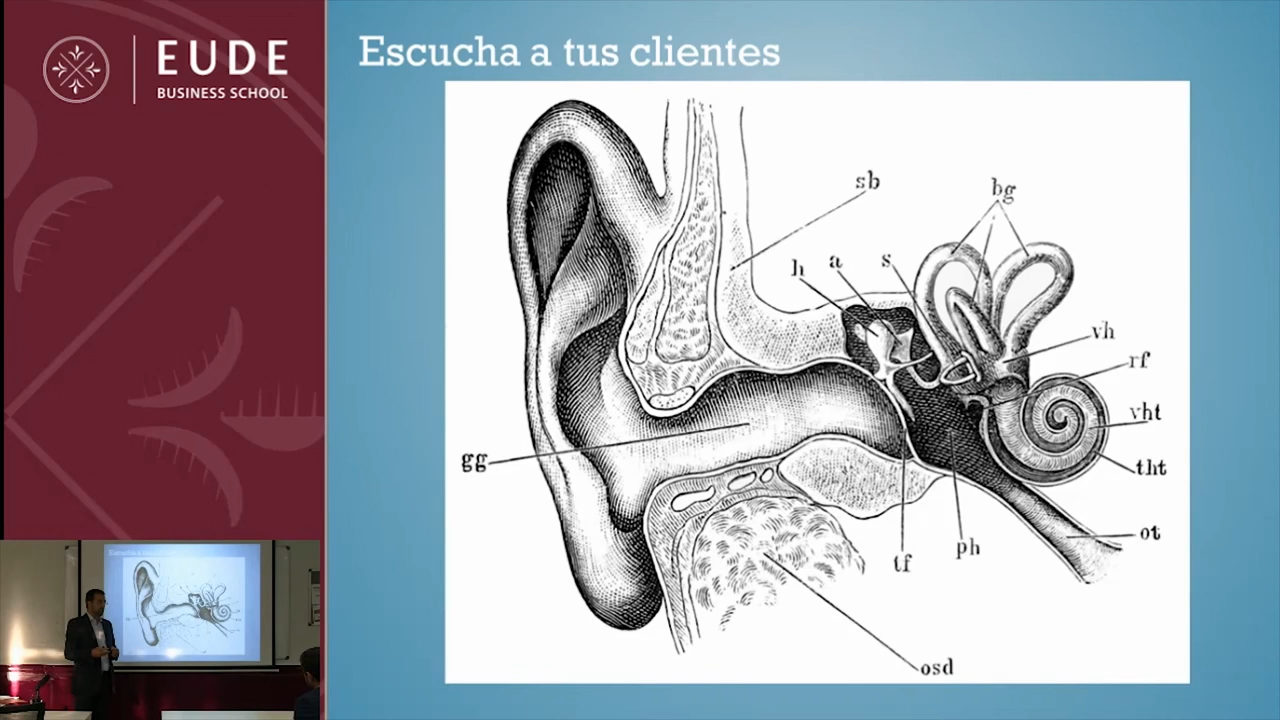 EUDE
BUSINESS SCHOOL
Escucha a tus clientes
sb
bg
h
a
s
vh
rf
vht
gg
tht
ot
ph
tf
osd